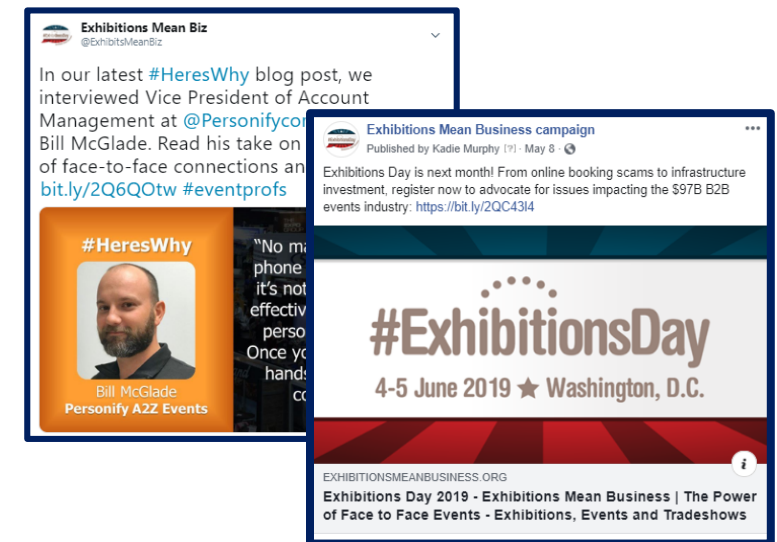 Exhibitions Mean Biz
@ExhibitsMeanBiz
In our latest #HeresWhy blog post, we
interviewed Vice President of Account
Management at @Personifycor
Bill McGlade. Read his take on
of face-to-face connections an
bit.ly/2Q6QOtw #eventprofs
#HeresWhy
Bill McGlade
Personify A2Z Events
"No ma
phone
it's not
effectiv
perso
Once yo
hands
co
Exhibitions Mean Business campaign
Published by Kadie Murphy [?] · May 8 ·
Exhibitions Day is next month! From online booking scams to infrastructure
investment, register now to advocate for issues impacting the $97B B2B
events industry: https://bit.ly/2QC43I4
#ExhibitionsDay
4-5 June 2019 ★ Washington, D.C.
EXHIBITIONSMEANBUSINESS.ORG
Exhibitions Day 2019 - Exhibitions Mean Business | The Power
of Face to Face Events - Exhibitions, Events and Tradeshows